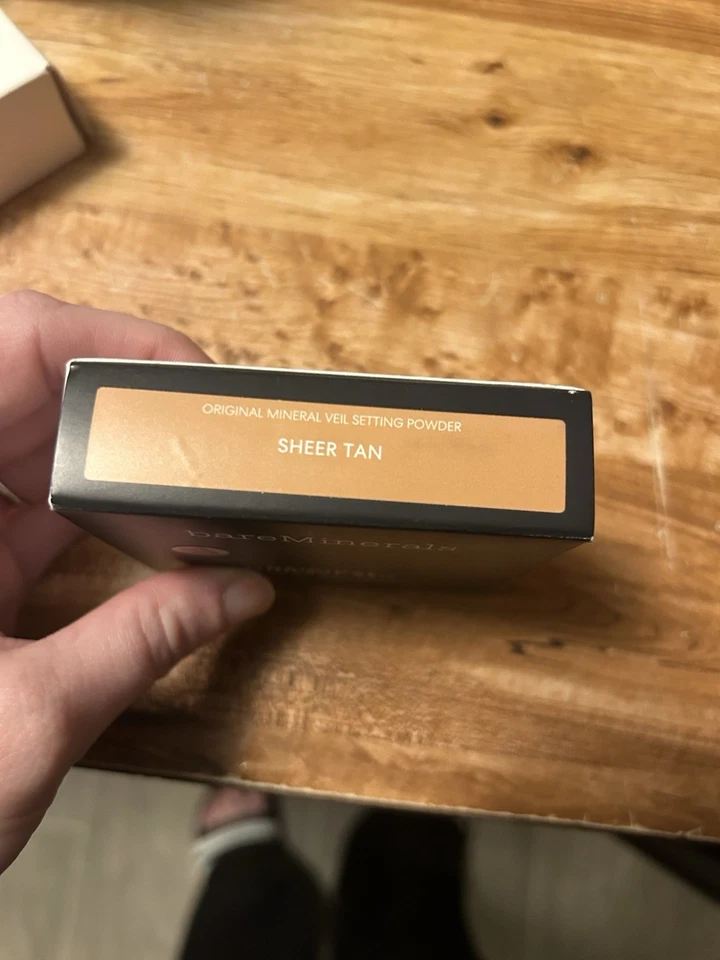 ORIGINAL MINERAL VEIL SETTING POWDER
SHEER TAN
bareMinerals